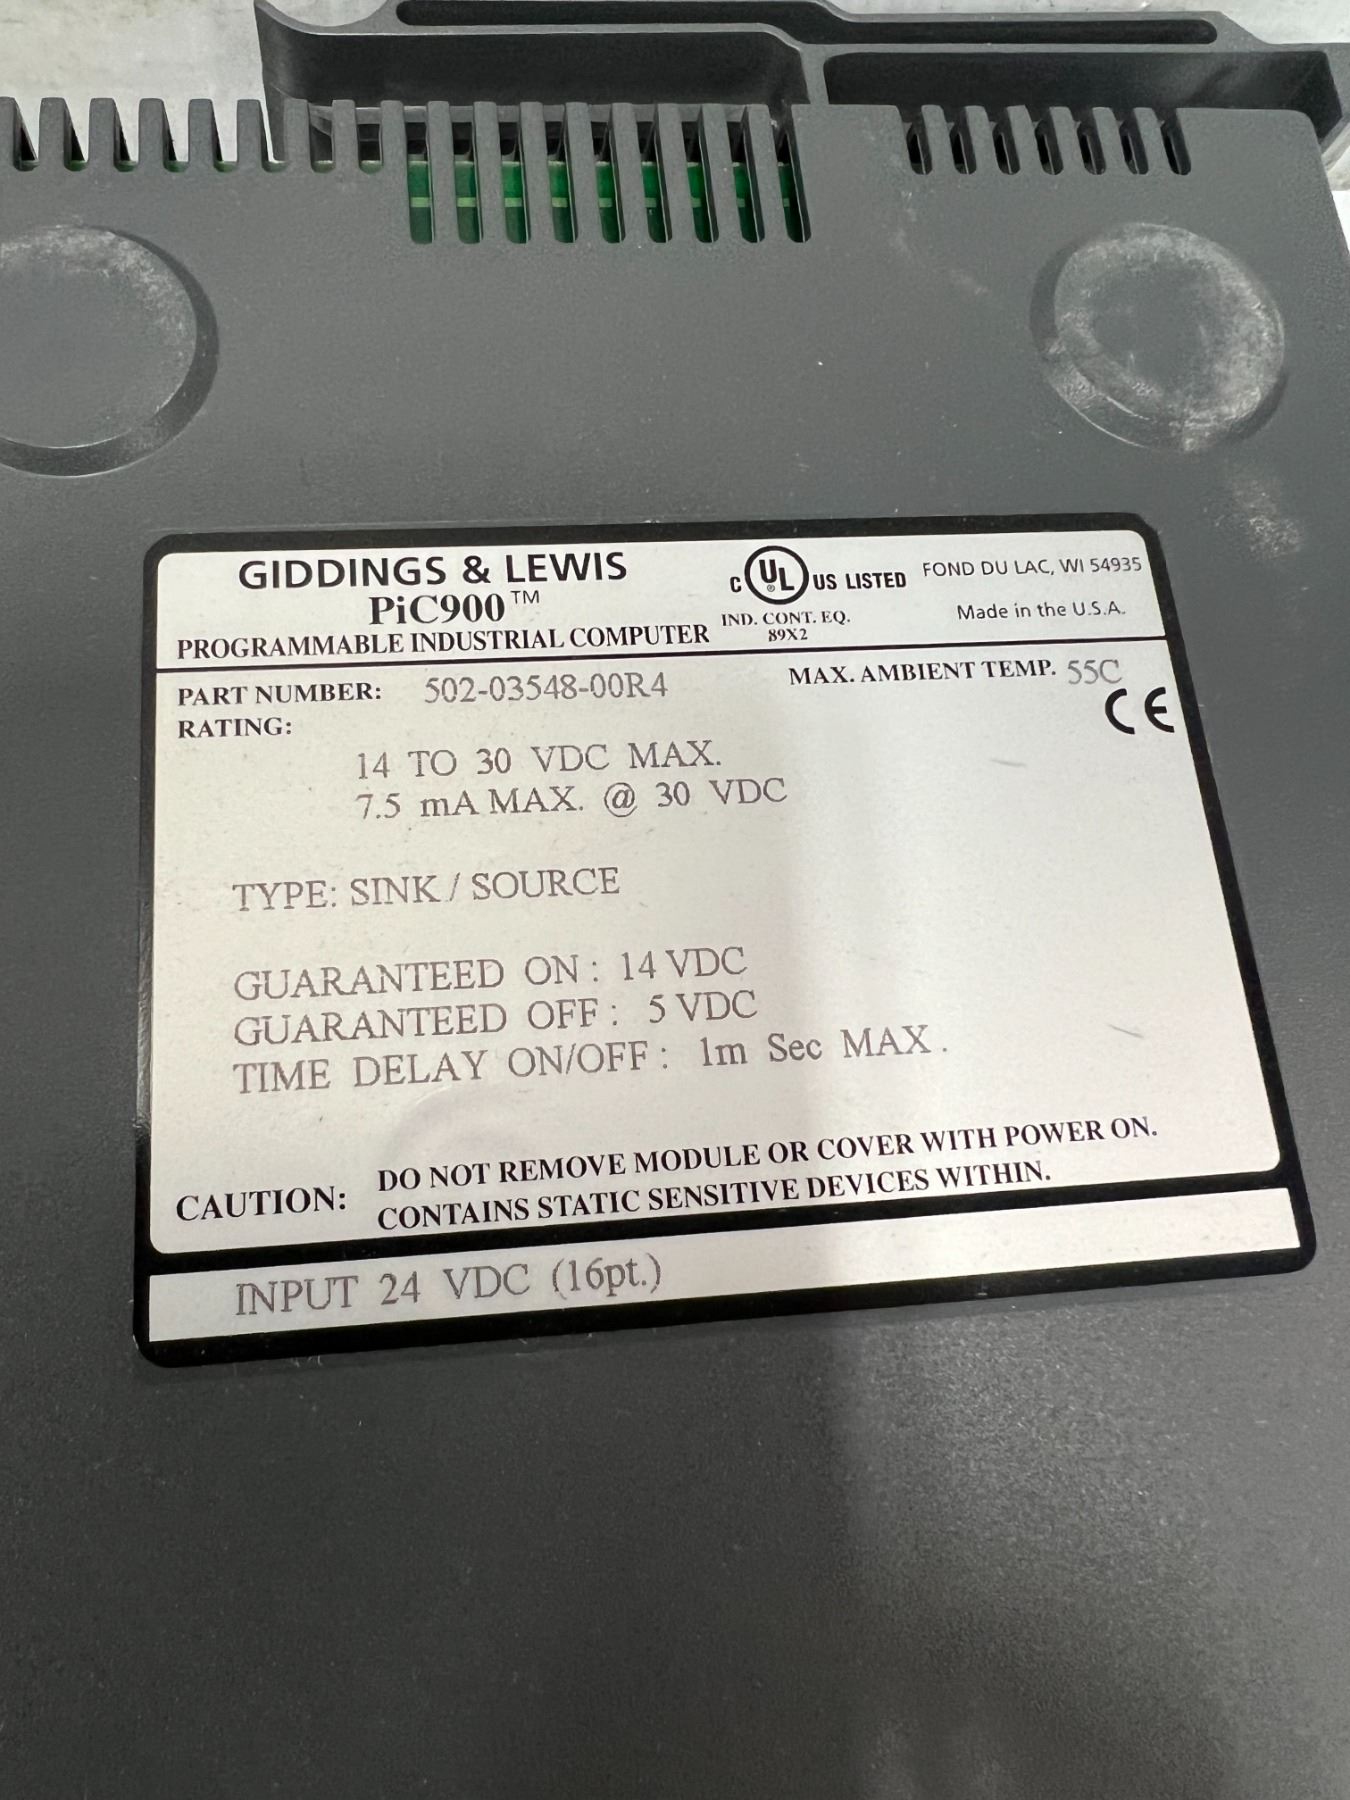 GIDDINGS & LEWIS
PiC900™
PROGRAMMABLE INDUSTRIAL COMPUTER
C UL ® US LISTED
IND. CONT. EQ.
89X2
FOND DU LAC, WI 54935
Made in the U.S.A.
PART NUMBER: 502-03548-00R4
MAX. AMBIENT TEMP. 55C
CE
RATING:
14 TO 30 VDC MAX.
7.5 mA MAX. @ 30 VDC
TYPE: SINK / SOURCE
GUARANTEED ON : 14 VDC
GUARANTEED OFF : 5 VDC
TIME DELAY ON/OFF : 1m Sec MAX .
CAUTION: DO NOT REMOVE MODULE OR COVER WITH POWER ON.
CONTAINS STATIC SENSITIVE DEVICES WITHIN.
INPUT 24 VDC (16pt.)